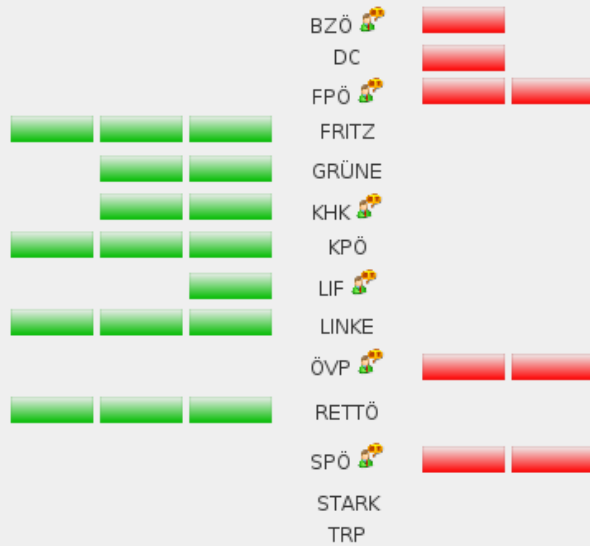 BZÖ
DC
FPÖ
FRITZ
GRÜNE
KHK
KPÖ
LIF
LINKE
ÖVP
RETTÖ
SPÖ
STARK
TRP